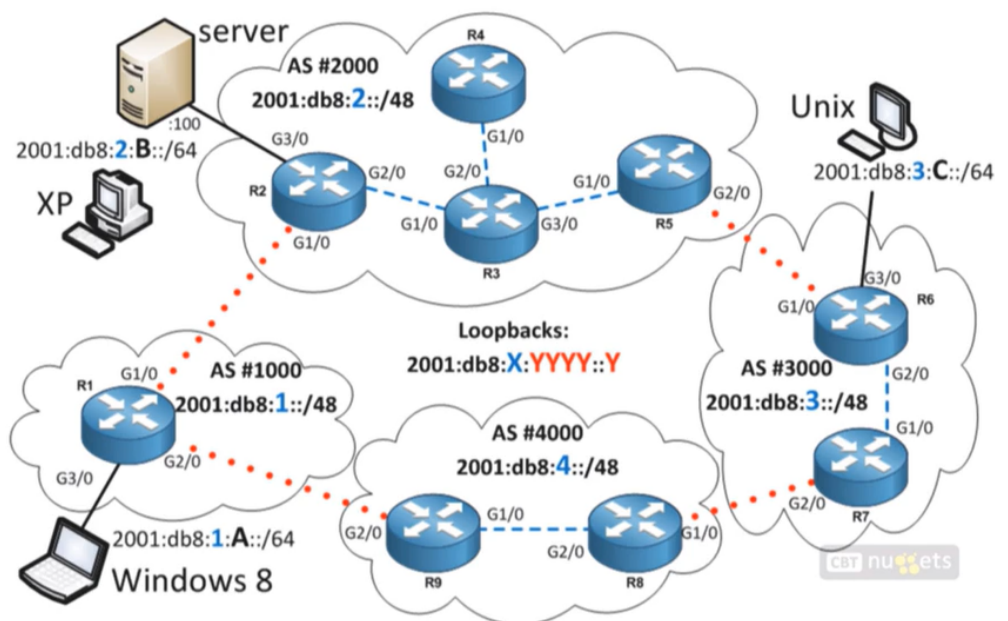 server
AS #2000
2001:db8:2::/48
R4
:100
G3/0
G1/0
2001:db8:2:B::/64
XP
R2
G2/0
G2/0
G1/0
G1/0
G3/0
R3
G1/0
R5
G2/0
Unix
2001:db8:3:C::/64
G3/0
R6
G1/0
G2/0
Loopbacks:
2001:db8:X:YYYY::Y
AS #3000
2001:db8:3::/48
G1/0
G2/0
R7
R1
G1/0
AS #1000
2001:db8:1::/48
G2/0
G3/0
2001:db8:1:A::/64
Windows 8
AS #4000
2001:db8:4::/48
G2/0
G1/0
R9
G2/0
G1/0
R8
CBT nuggets